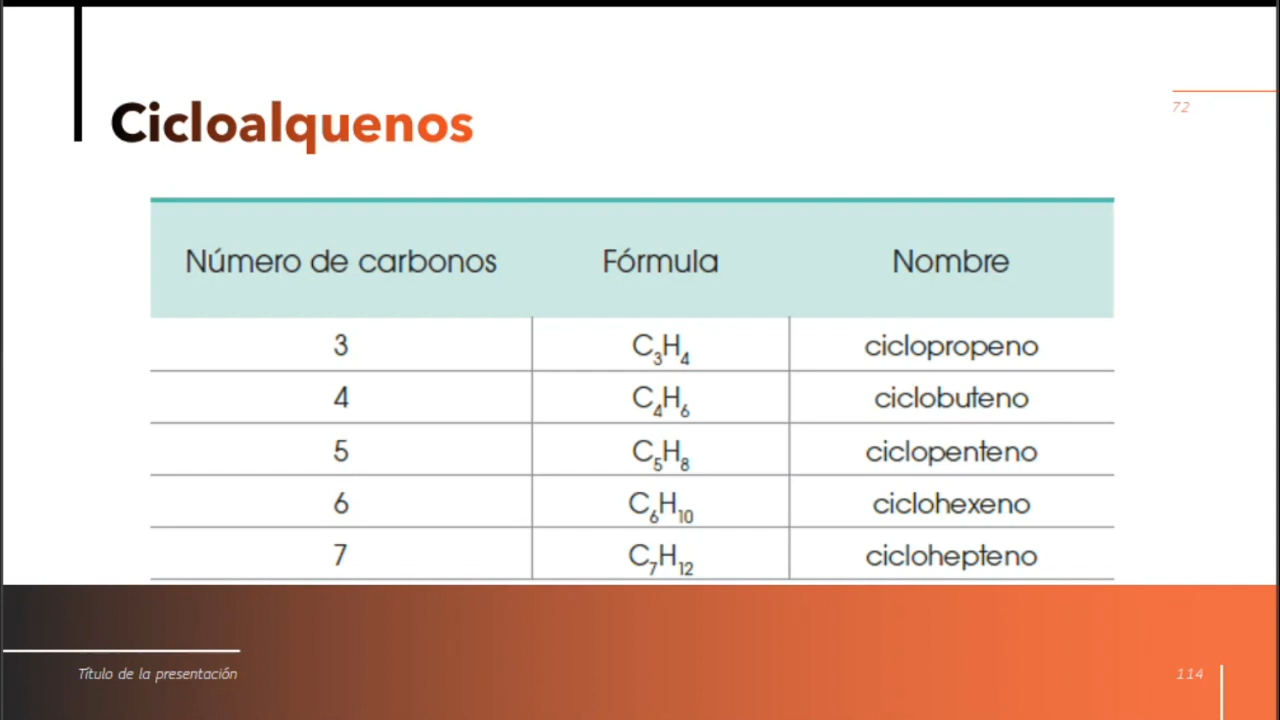 Cicloalquenos
72
Número de carbonos Fórmula Nombre
3 C₃H₄ ciclopropeno
4 C₄H₆ ciclobuteno
5 C₅H₈ ciclopenteno
6 C₆H₁₀ ciclohexeno
7 C₇H₁₂ ciclohepteno
Título de la presentación
114